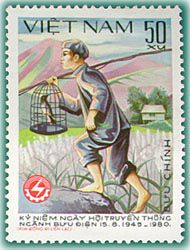 VIỆT NAM 50
XU
BƯU CHÍNH
KỶ NIỆM NGÀY HỘI TRUYỀN THỐNG
NGÀNH BƯU ĐIỆN 15.8.1945-1980.